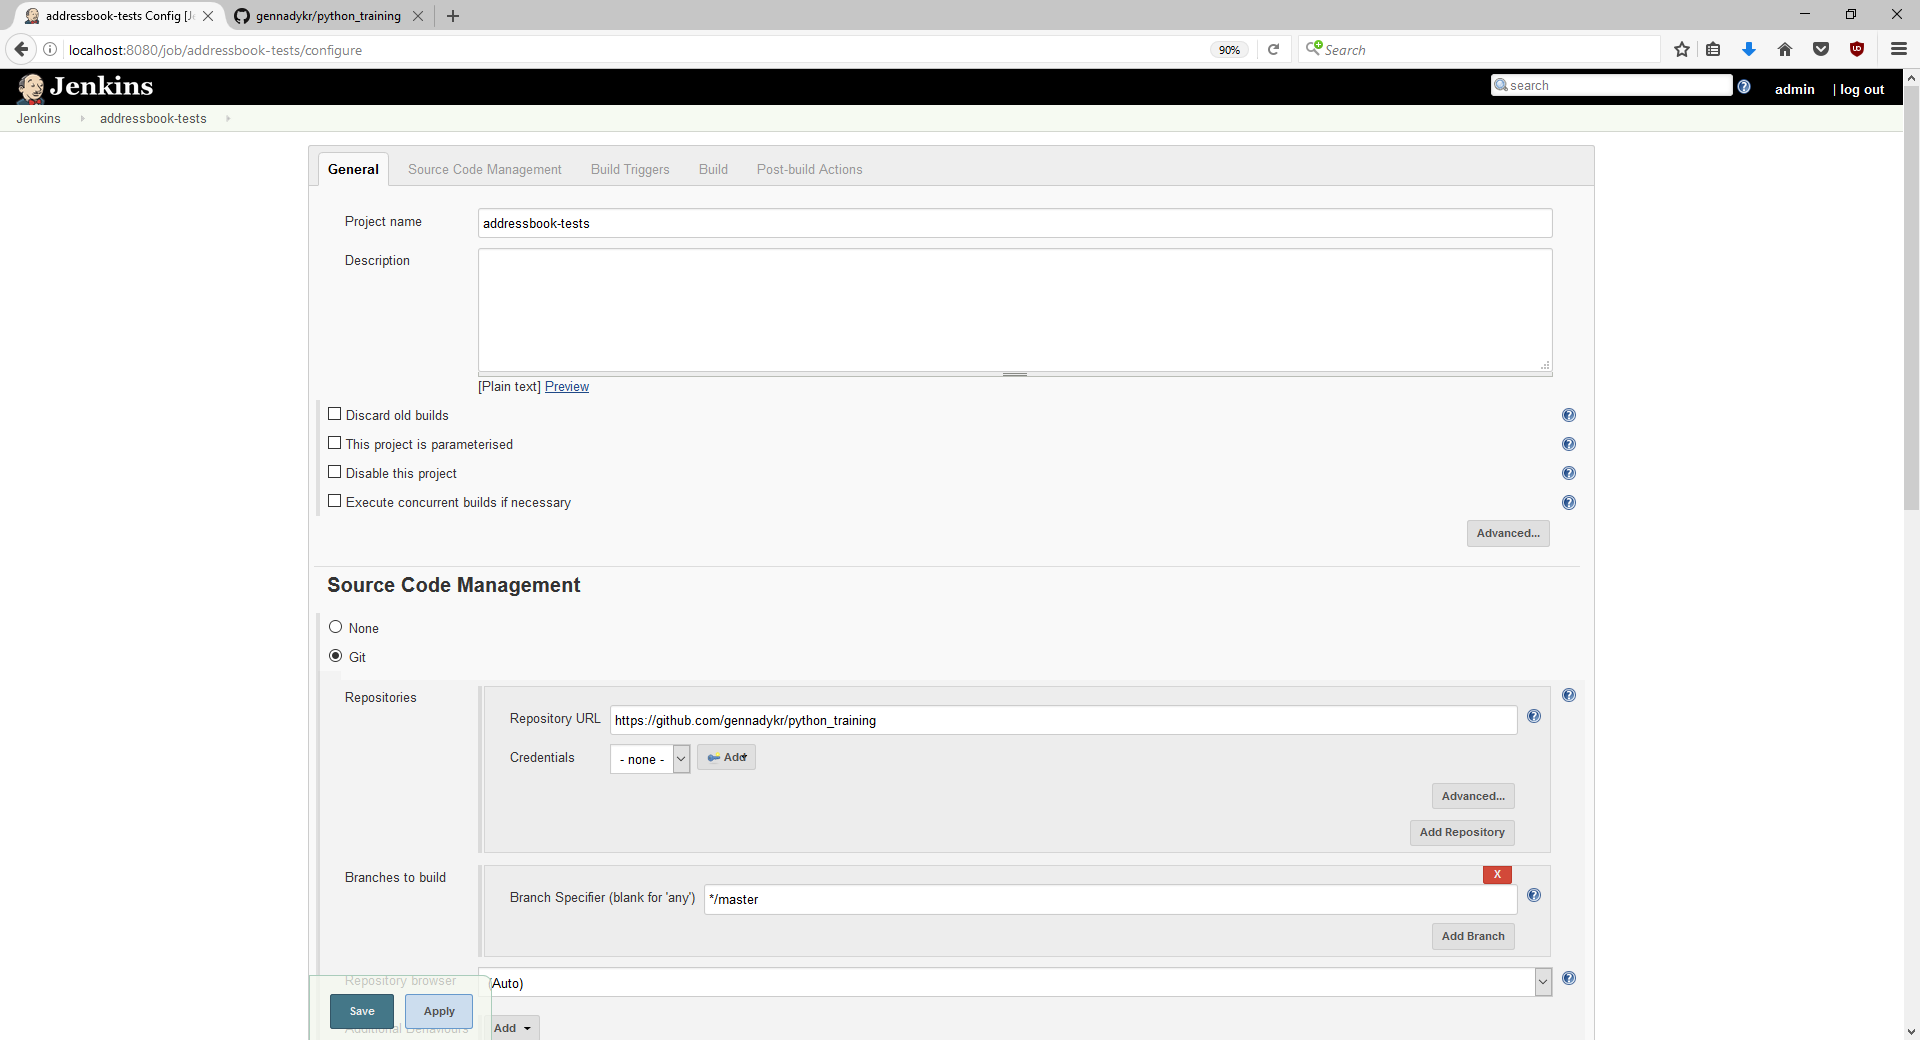 addressbook-tests Config [J
gennadykr/python_training
localhost:8080/job/addressbook-tests/configure
90%
Search
Jenkins
search
admin
| log out
Jenkins
addressbook-tests
General
Source Code Management
Build Triggers
Build
Post-build Actions
Project name
addressbook-tests
Description
[Plain text] Preview
Discard old builds
This project is parameterised
Disable this project
Execute concurrent builds if necessary
Advanced...
Source Code Management
None
Git
Repositories
Repository URL
https://github.com/gennadykr/python_training
Credentials
- none -
Add
Advanced...
Add Repository
Branches to build
X
Branch Specifier (blank for 'any')
*/master
Add Branch
Repository browser
(Auto)
Save
Apply
Additional Behaviours
Add